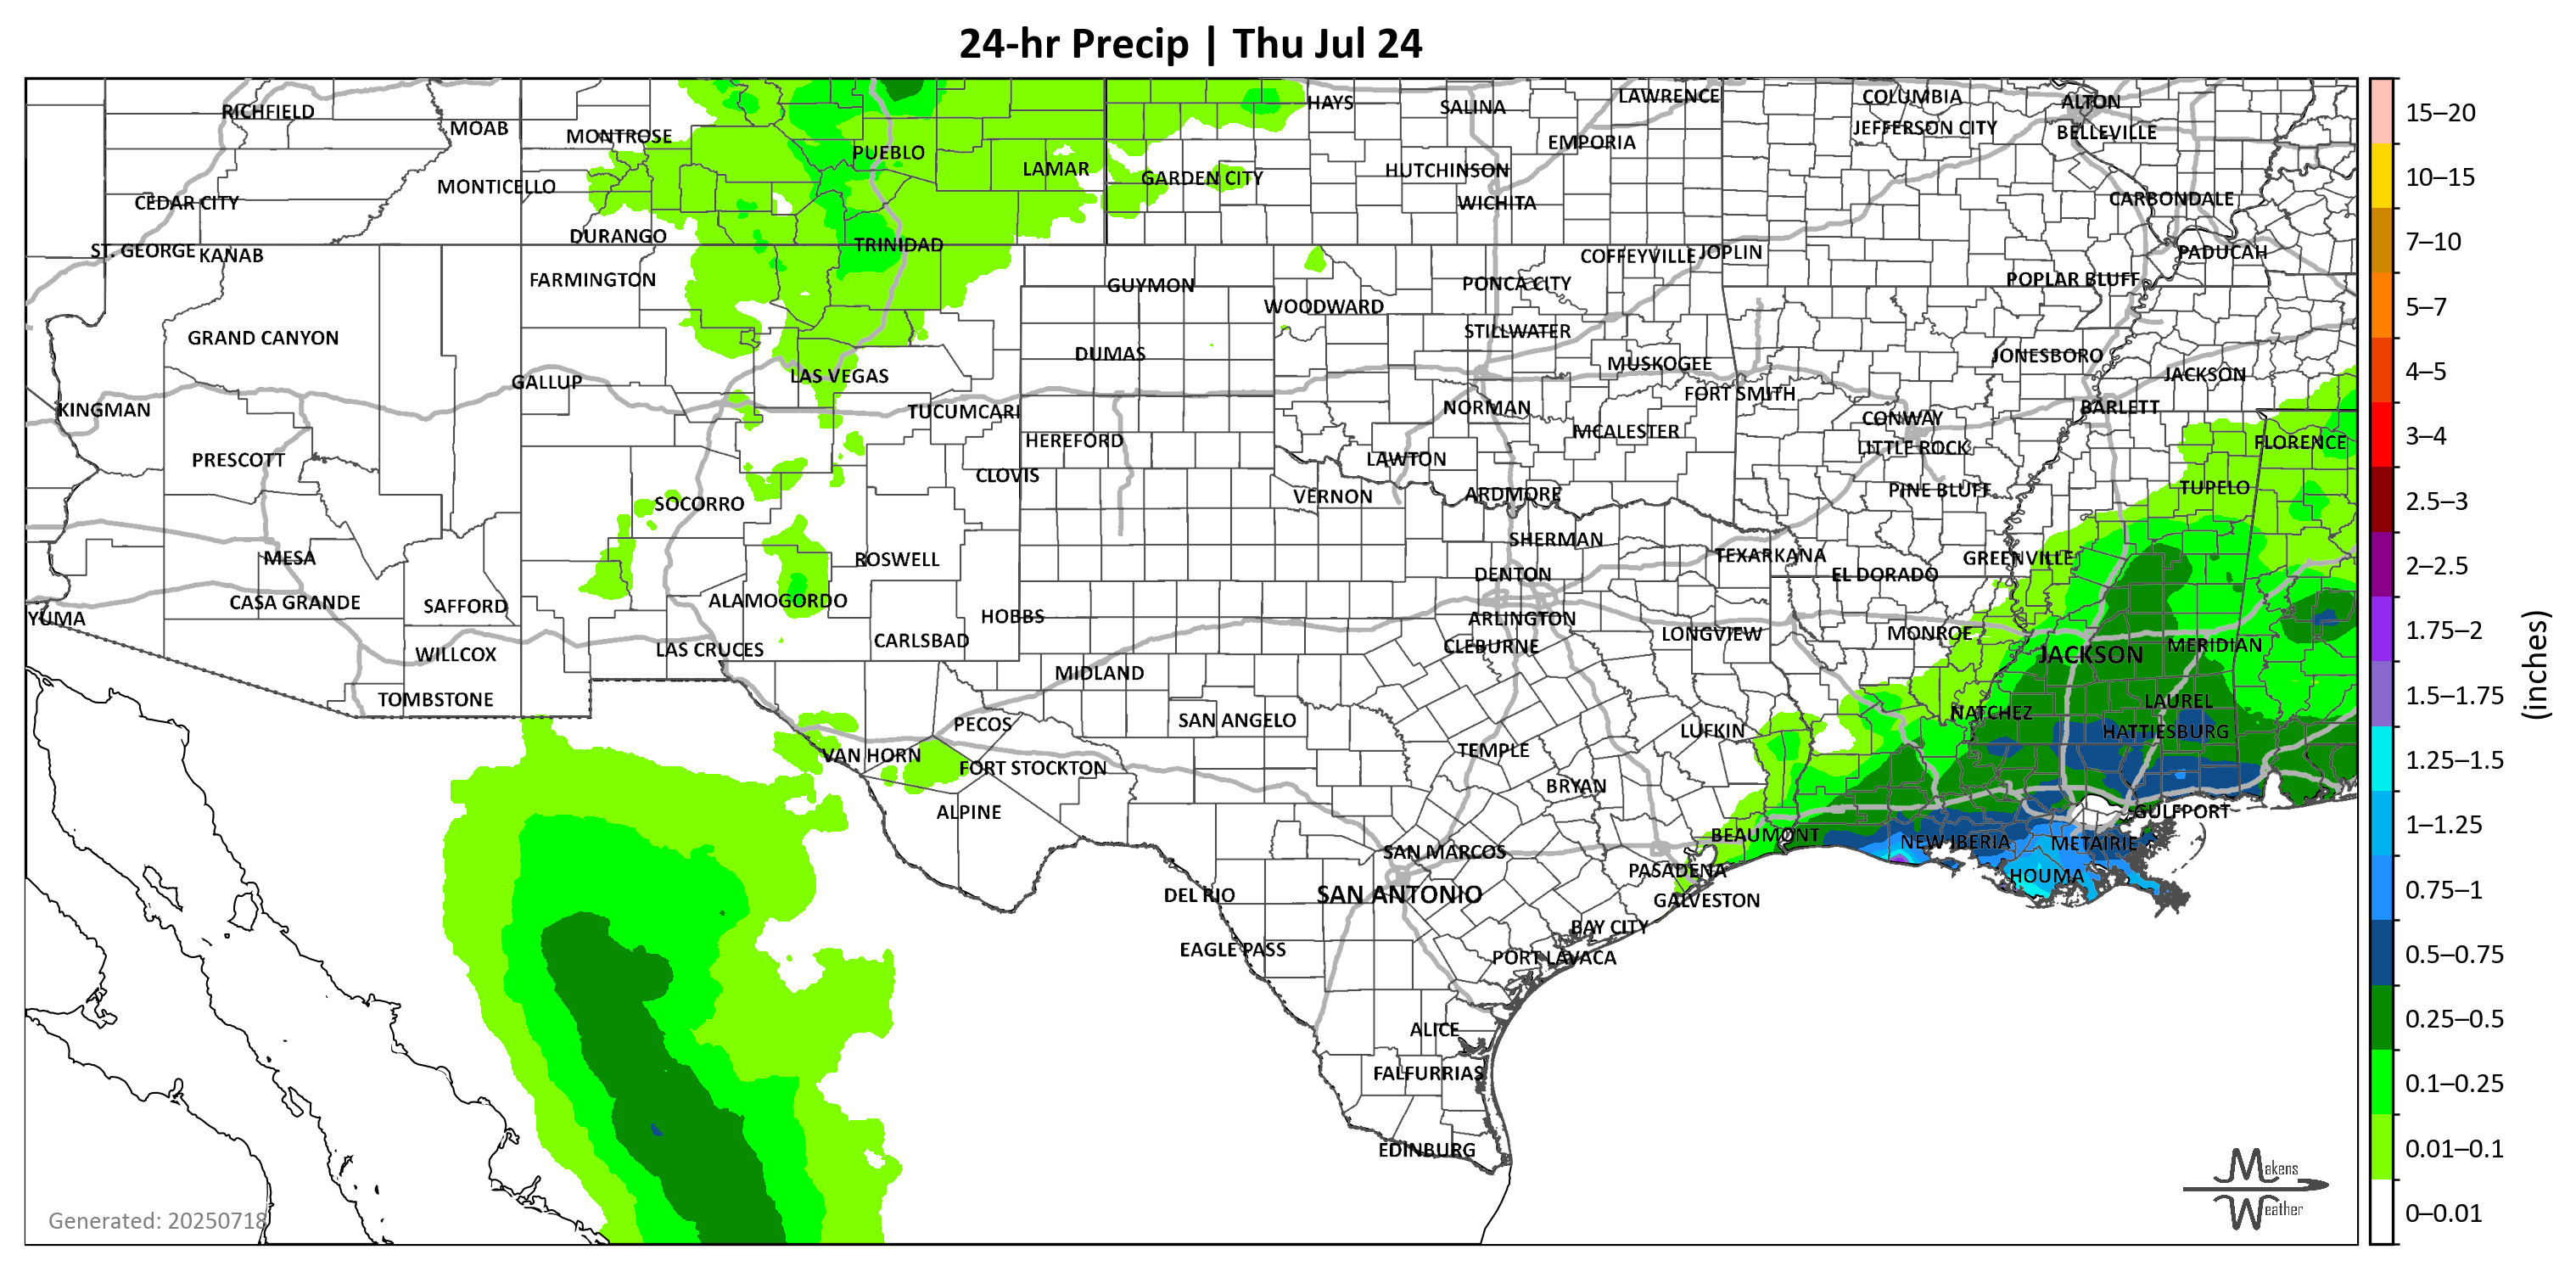 24-hr Precip | Thu Jul 24
RICHFIELD
MOAB
MONTROSE
PUEBLO
LAMAR
GARDEN CITY
HAYS
SALINA
LAWRENCE
COLUMBIA
ALTON
JEFFERSON CITY
BELLEVILLE
EMPORIA
HUTCHINSON
WICHITA
CEDAR CITY
MONTICELLO
CARBONDALE
DURANGO
TRINIDAD
ST. GEORGE
KANAB
FARMINGTON
GUYMON
WOODWARD
PONCA CITY
COFFEYVILLE
JOPLIN
POPLAR BLUFF
PADUCAH
GRAND CANYON
DUMAS
STILLWATER
MUSKOGEE
JONESBORO
JACKSON
GALLUP
LAS VEGAS
KINGMAN
TUCUMCARI
NORMAN
FORT SMITH
CONWAY
BARLETT
PRESCOTT
HEREFORD
MCALESTER
LITTLE ROCK
FLORENCE
CLOVIS
LAWTON
SOCORRO
VERNON
ARDMORE
PINE BLUFF
TUPELO
MESA
ROSWELL
SHERMAN
TEXARKANA
GREENVILLE
DENTON
EL DORADO
YUMA
CASA GRANDE
SAFFORD
ALAMOGORDO
HOBBS
ARLINGTON
CLEBURNE
LONGVIEW
MONROE
JACKSON
MERIDIAN
WILLCOX
LAS CRUCES
CARLSBAD
MIDLAND
TOMBSTONE
PECOS
SAN ANGELO
LUFKIN
NATCHEZ
LAUREL
HATTIESBURG
VAN HORN
FORT STOCKTON
TEMPLE
BRYAN
ALPINE
BEAUMONT
NEW IBERIA
METAIRIE
GULFPORT
SAN MARCOS
PASADENA
HOUMA
DEL RIO
SAN ANTONIO
GALVESTON
EAGLE PASS
BAY CITY
PORT LAVACA
ALICE
FALFURRIAS
EDINBURG
Generated: 20250718
Makens
Weather
15–20
10–15
7–10
5–7
4–5
3–4
2.5–3
2–2.5
1.75–2
1.5–1.75
1.25–1.5
1–1.25
0.75–1
0.5–0.75
0.25–0.5
0.1–0.25
0.01–0.1
0–0.01
(inches)